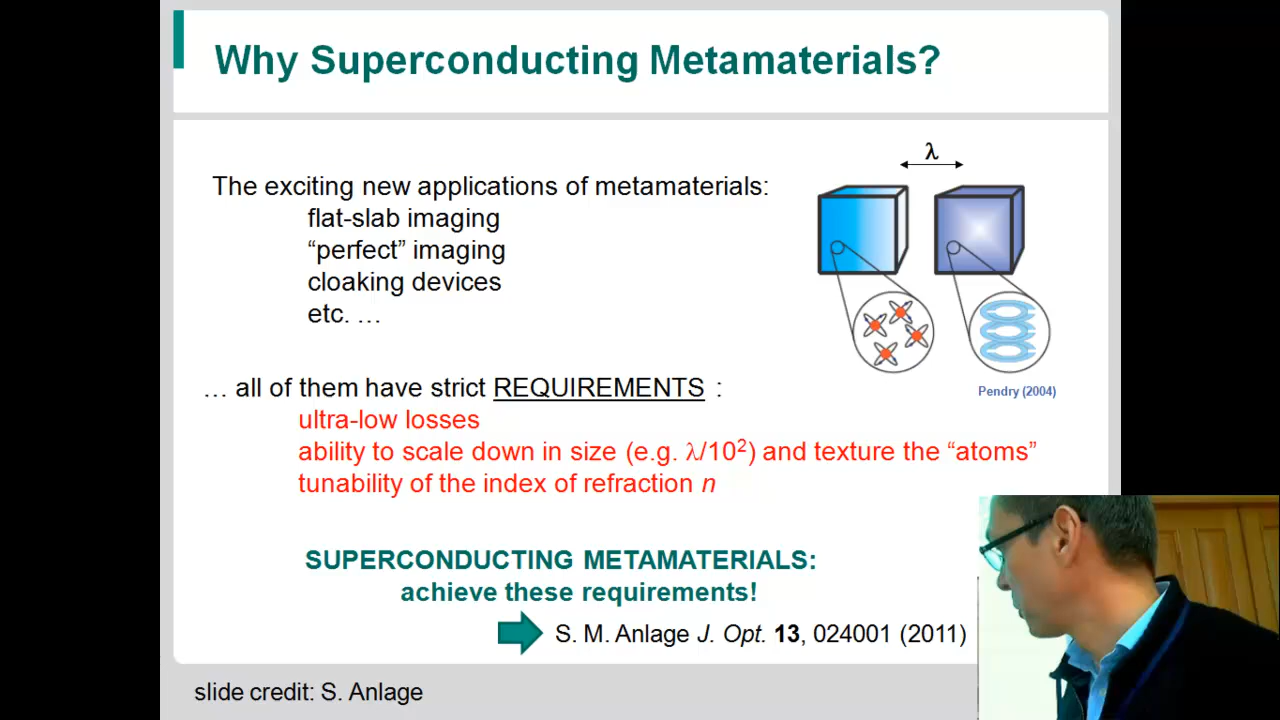 Why Superconducting Metamaterials?
λ
The exciting new applications of metamaterials:
flat-slab imaging
“perfect” imaging
cloaking devices
etc. …
Pendry (2004)
… all of them have strict REQUIREMENTS :
ultra-low losses
ability to scale down in size (e.g. λ/10²) and texture the “atoms”
tunability of the index of refraction n
SUPERCONDUCTING METAMATERIALS:
achieve these requirements!
S. M. Anlage J. Opt. 13, 024001 (2011)
slide credit: S. Anlage